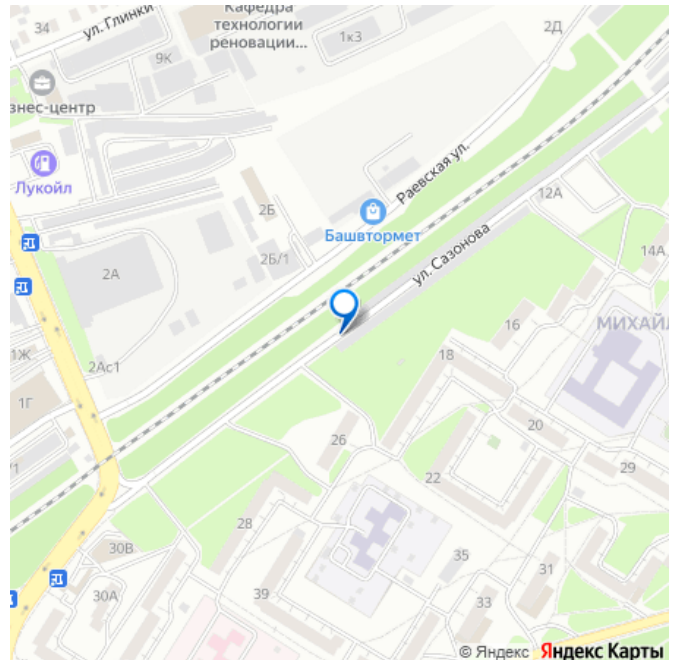 Кафедра
технологии
реновации...
34
ул. Глинки
9К
1к3
2Д
знес-центр
Лукойл
Раевская ул.
2Б
Башвтормет
12А
2Б/1
ул. Сазонова
14А
2А
1Ж
2Ас1
16
МИХАЙЛ
18
1Г
20
26
29
/1
22
28
30В
35
31
30А
39
33
© Яндекс Яндекс Карты